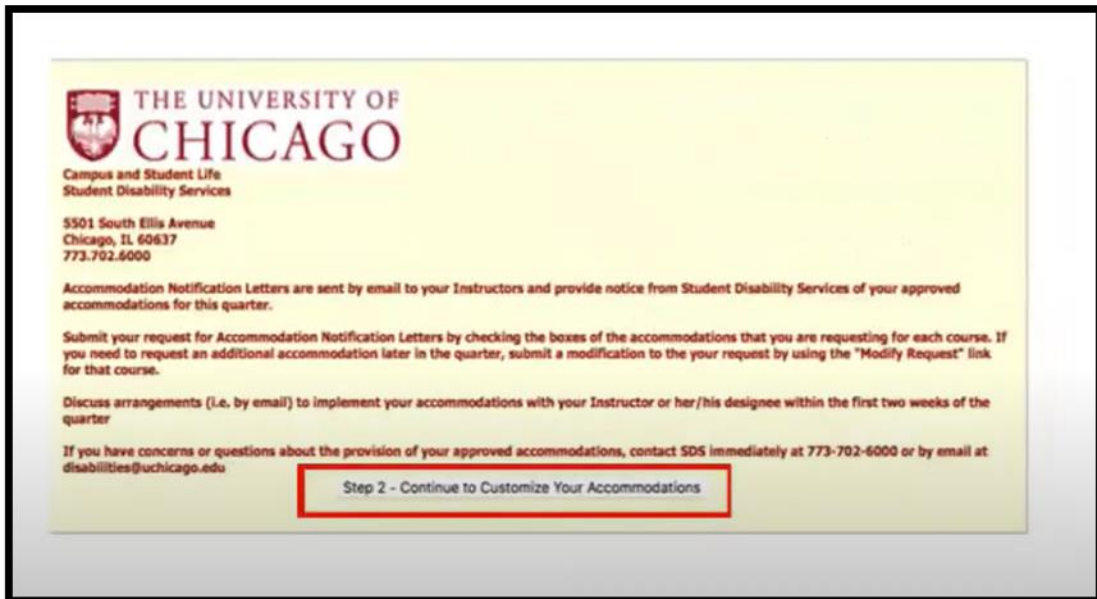 THE UNIVERSITY OF
CHICAGO
Campus and Student Life
Student Disability Services
5501 South Ellis Avenue
Chicago, IL 60637
773.702.6000
Accommodation Notification Letters are sent by email to your Instructors and provide notice from Student Disability Services of your approved
accommodations for this quarter.
Submit your request for Accommodation Notification Letters by checking the boxes of the accommodations that you are requesting for each course. If
you need to request an additional accommodation later in the quarter, submit a modification to the your request by using the "Modify Request" link
for that course.
Discuss arrangements (i.e. by email) to implement your accommodations with your Instructor or her/his designee within the first two weeks of the
quarter
If you have concerns or questions about the provision of your approved accommodations, contact SDS immediately at 773-702-6000 or by email at
disabilities@uchicago.edu
Step 2 - Continue to Customize Your Accommodations